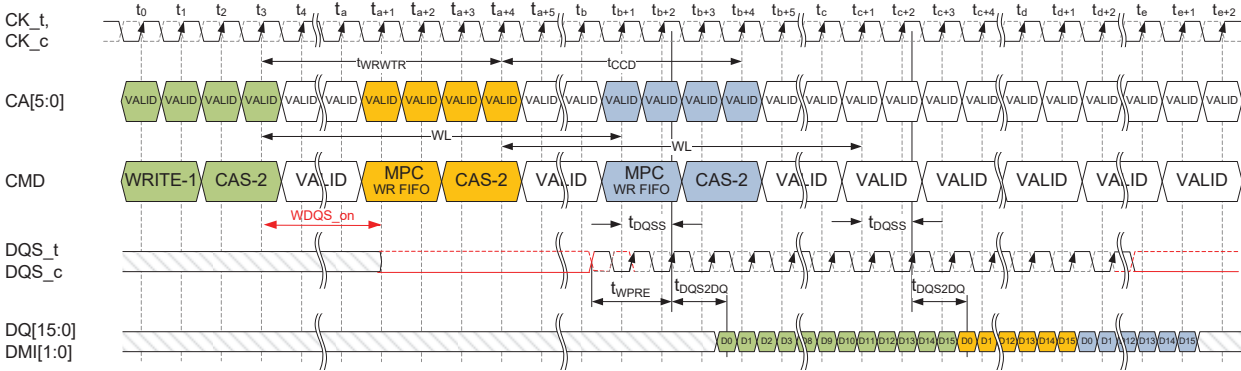 t0 t1 t2 t3 t4 ta ta+1 ta+2 ta+3 ta+4 ta+5 tb tb+1 tb+2 tb+3 tb+4 tb+5 tc tc+1 tc+2 tc+3 tc+4 td td+1 td+2 te te+1 te+2
CK_t,
CK_c
tWRWTR tCCD
CA[5:0] VALID VALID VALID VALID VALID VALID VALID VALID VALID VALID VALID VALID VALID VALID VALID VALID VALID VALID VALID VALID VALID VALID VALID VALID VALID VALID VALID VALID
WL
WL
CMD WRITE-1 CAS-2 VALID MPC WR FIFO CAS-2 VALID MPC WR FIFO CAS-2 VALID VALID VALID VALID VALID VALID
WDQS_on tDQSS tDQSS
DQS_t
DQS_c
tWPRE tDQS2DQ tDQS2DQ
DQ[15:0]
DMI[1:0]
D0 D1 D2 D3 D8 D9 D10 D11 D12 D13 D14 D15 D0 D1 D12 D13 D14 D15 D0 D1 D12 D13 D14 D15